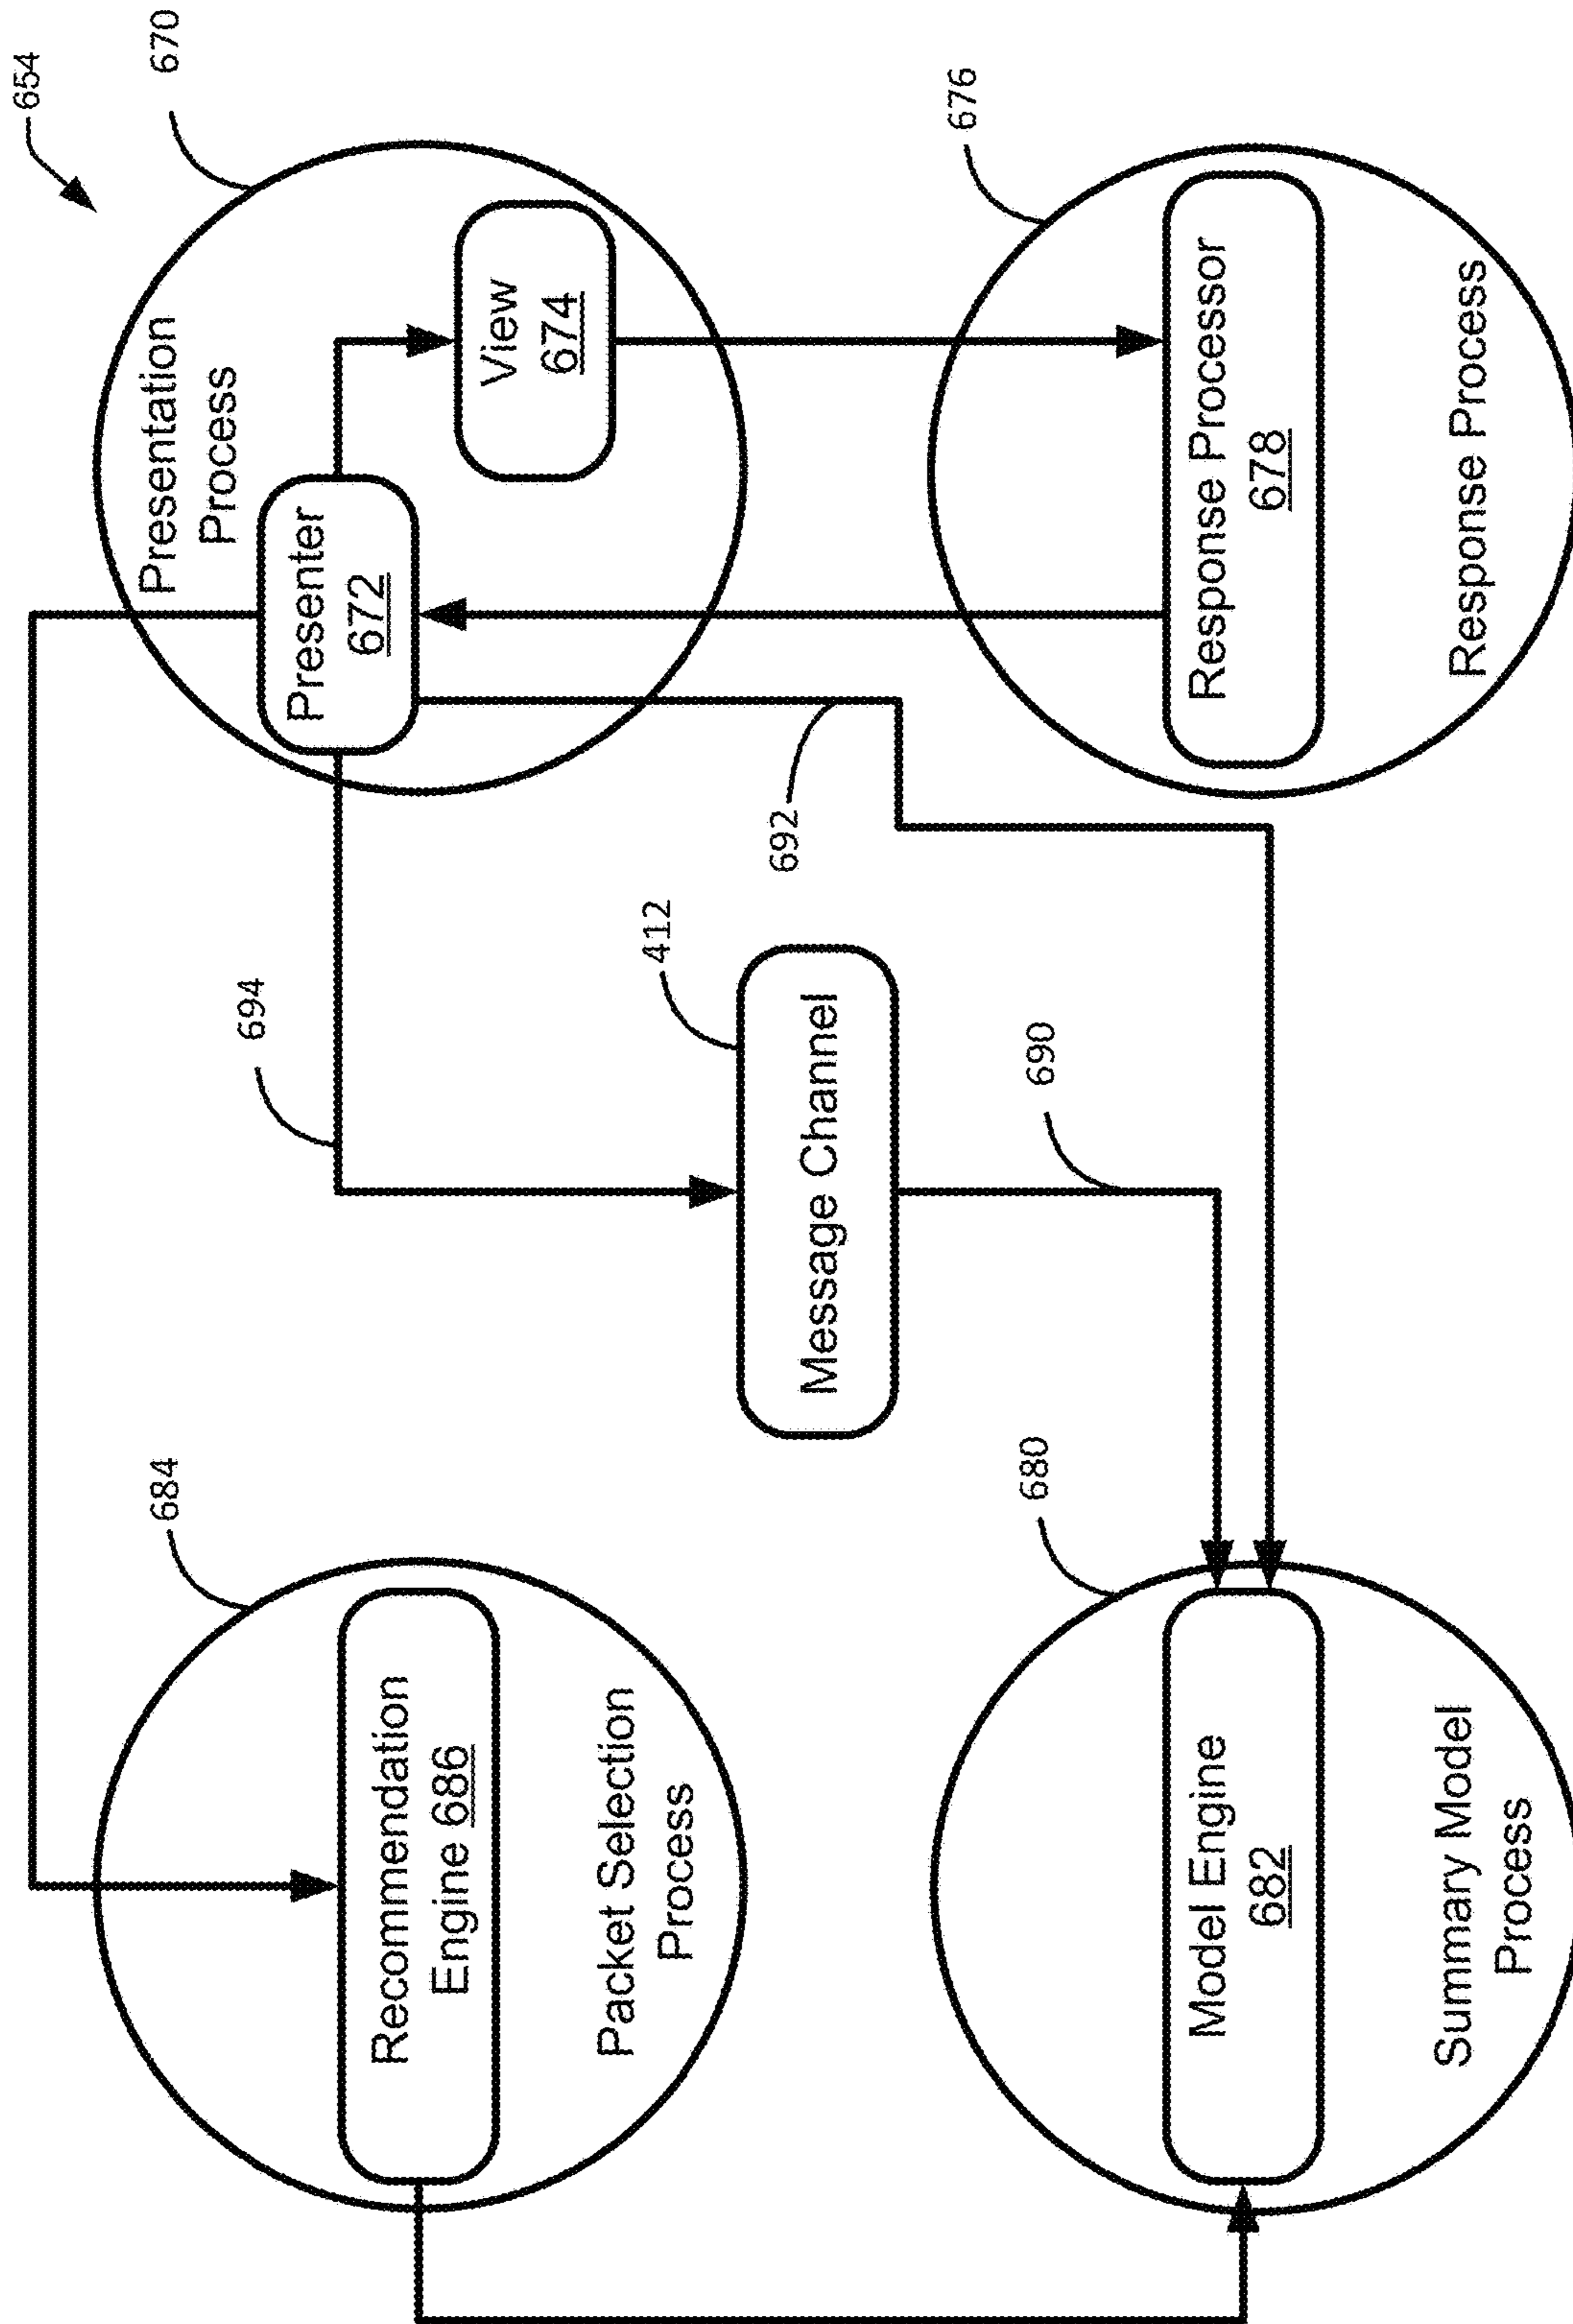 654
684
670
Recommendation
Engine 686
Packet Selection
Process
Presentation
Process
Presenter
672
View
674
694
412
Message Channel
692
690
680
Model Engine
682
Summary Model
Process
676
Response Processor
678
Response Process